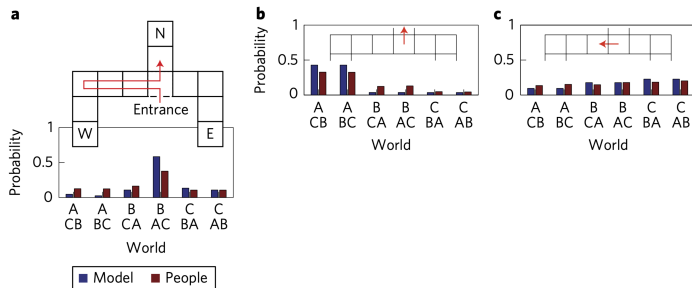 a
N
Entrance
W
E
Probability
1
0.5
0
A A B B C C
CB BC CA AC BA AB
World
Model People
b
Probability
1
0.5
0
A A B B C C
CB BC CA AC BA AB
World
c
1
0.5
0
A A B B C C
CB BC CA AC BA AB
World